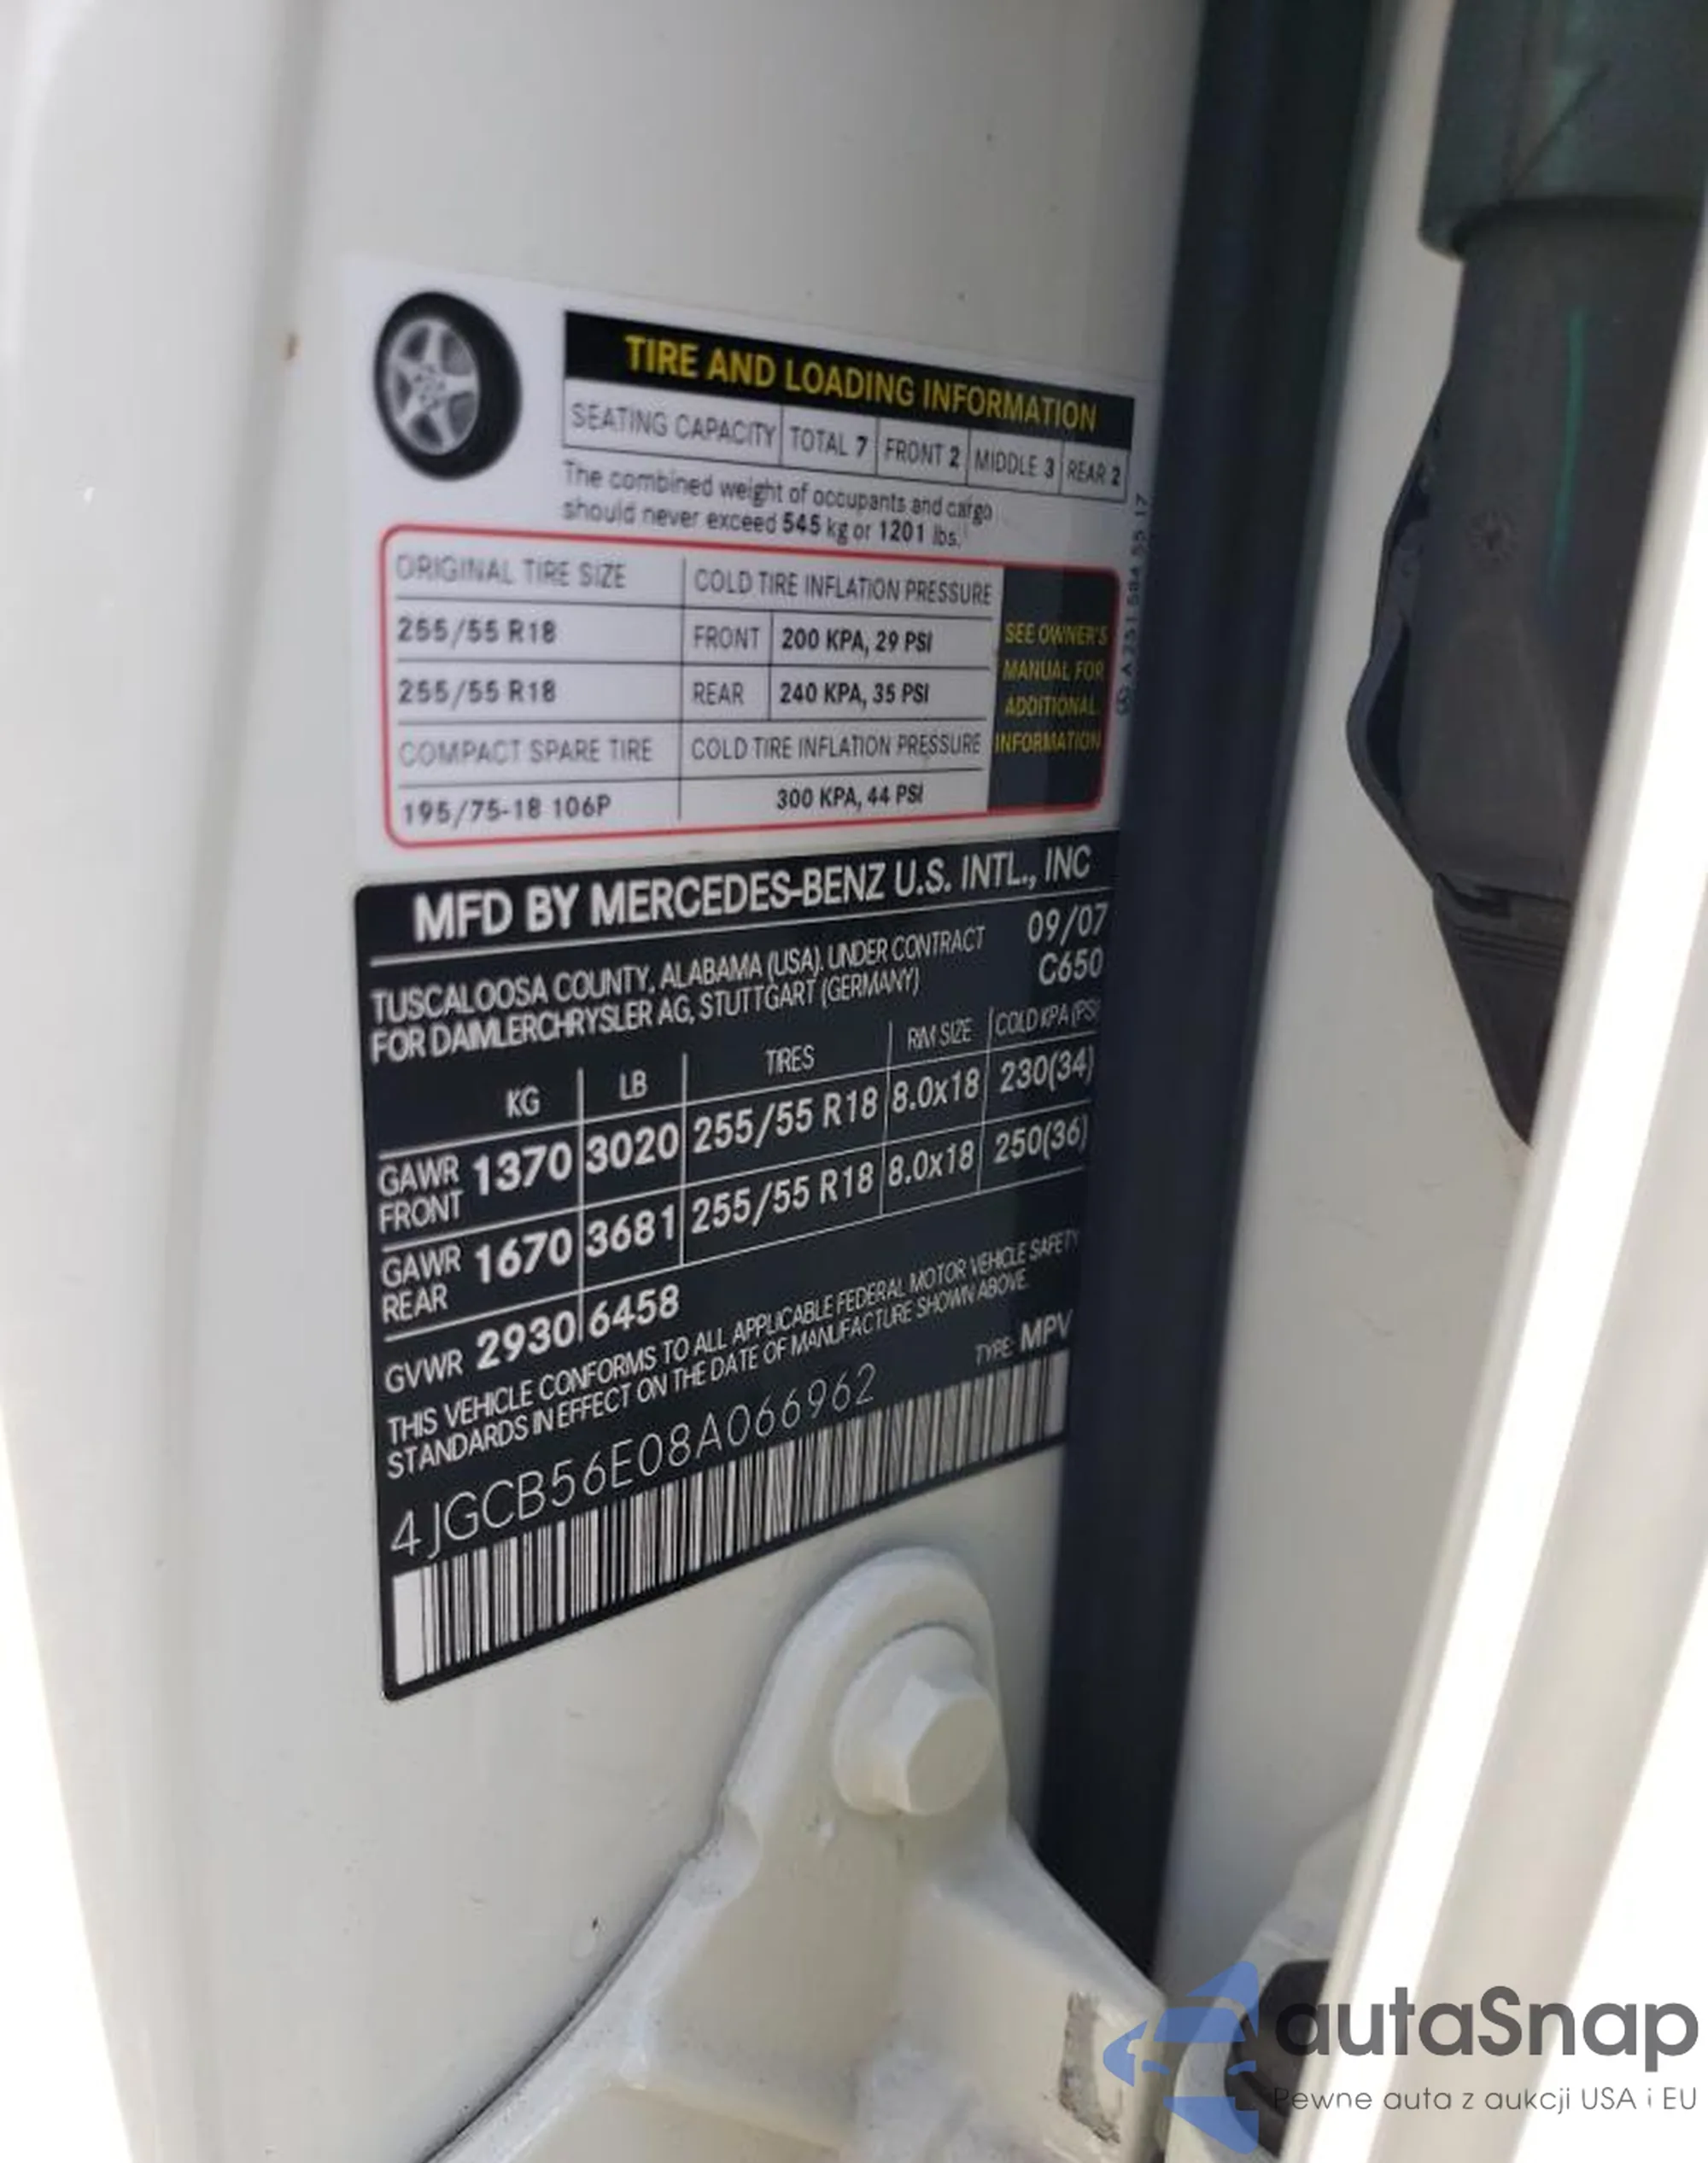 TIRE AND LOADING INFORMATION
SEATING CAPACITY TOTAL 7 FRONT 2 MIDDLE 3 REAR 2
The combined weight of occupants and cargo
should never exceed 545 kg or 1201 lbs.
ORIGINAL TIRE SIZE COLD TIRE INFLATION PRESSURE
255/55 R18 FRONT 200 KPA, 29 PSI
255/55 R18 REAR 240 KPA, 35 PSI
COMPACT SPARE TIRE COLD TIRE INFLATION PRESSURE
195/75-18 106P 300 KPA, 44 PSI
SEE OWNER'S
MANUAL FOR
ADDITIONAL
INFORMATION
A 251 584 55 17
MFD BY MERCEDES-BENZ U.S. INTL., INC
TUSCALOOSA COUNTY, ALABAMA (USA). UNDER CONTRACT 09/07
FOR DAIMLERCHRYSLER AG, STUTTGART (GERMANY) C650
KG LB TIRES RIM SIZE COLD KPA (PSI
GAWR FRONT 1370 3020 255/55 R18 8.0x18 230(34)
GAWR REAR 1670 3681 255/55 R18 8.0x18 250(36)
GVWR 2930 6458
THIS VEHICLE CONFORMS TO ALL APPLICABLE FEDERAL MOTOR VEHICLE SAFETY
STANDARDS IN EFFECT ON THE DATE OF MANUFACTURE SHOWN ABOVE.
4JGCB56E08A066962 TYPE: MPV
autaSnap
Pewne auta z aukcji USA i EU